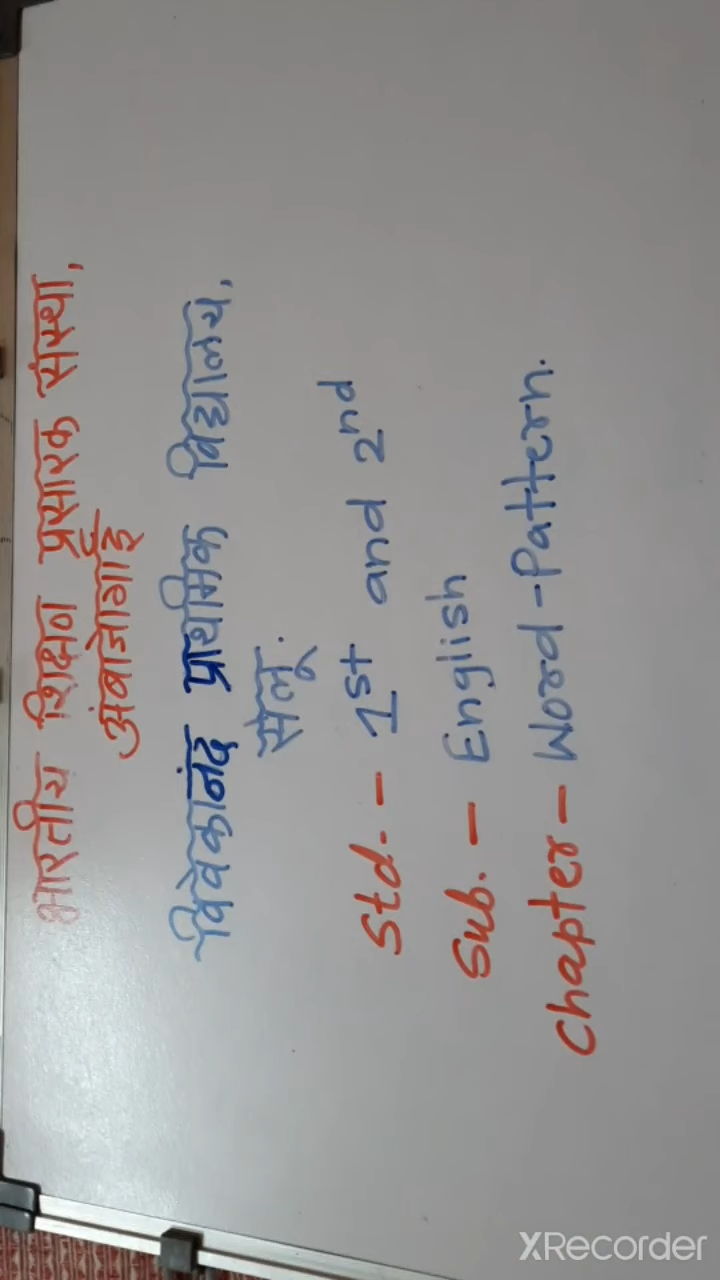 भारतीय शिक्षण प्रसारक संस्था,
अंबाजोगाई
विवेकानंद प्राथमिक विद्यालय,
सेलू.
Std. - 1st and 2nd
Sub. - English
Chapter - Word-Pattern.
XRecorder